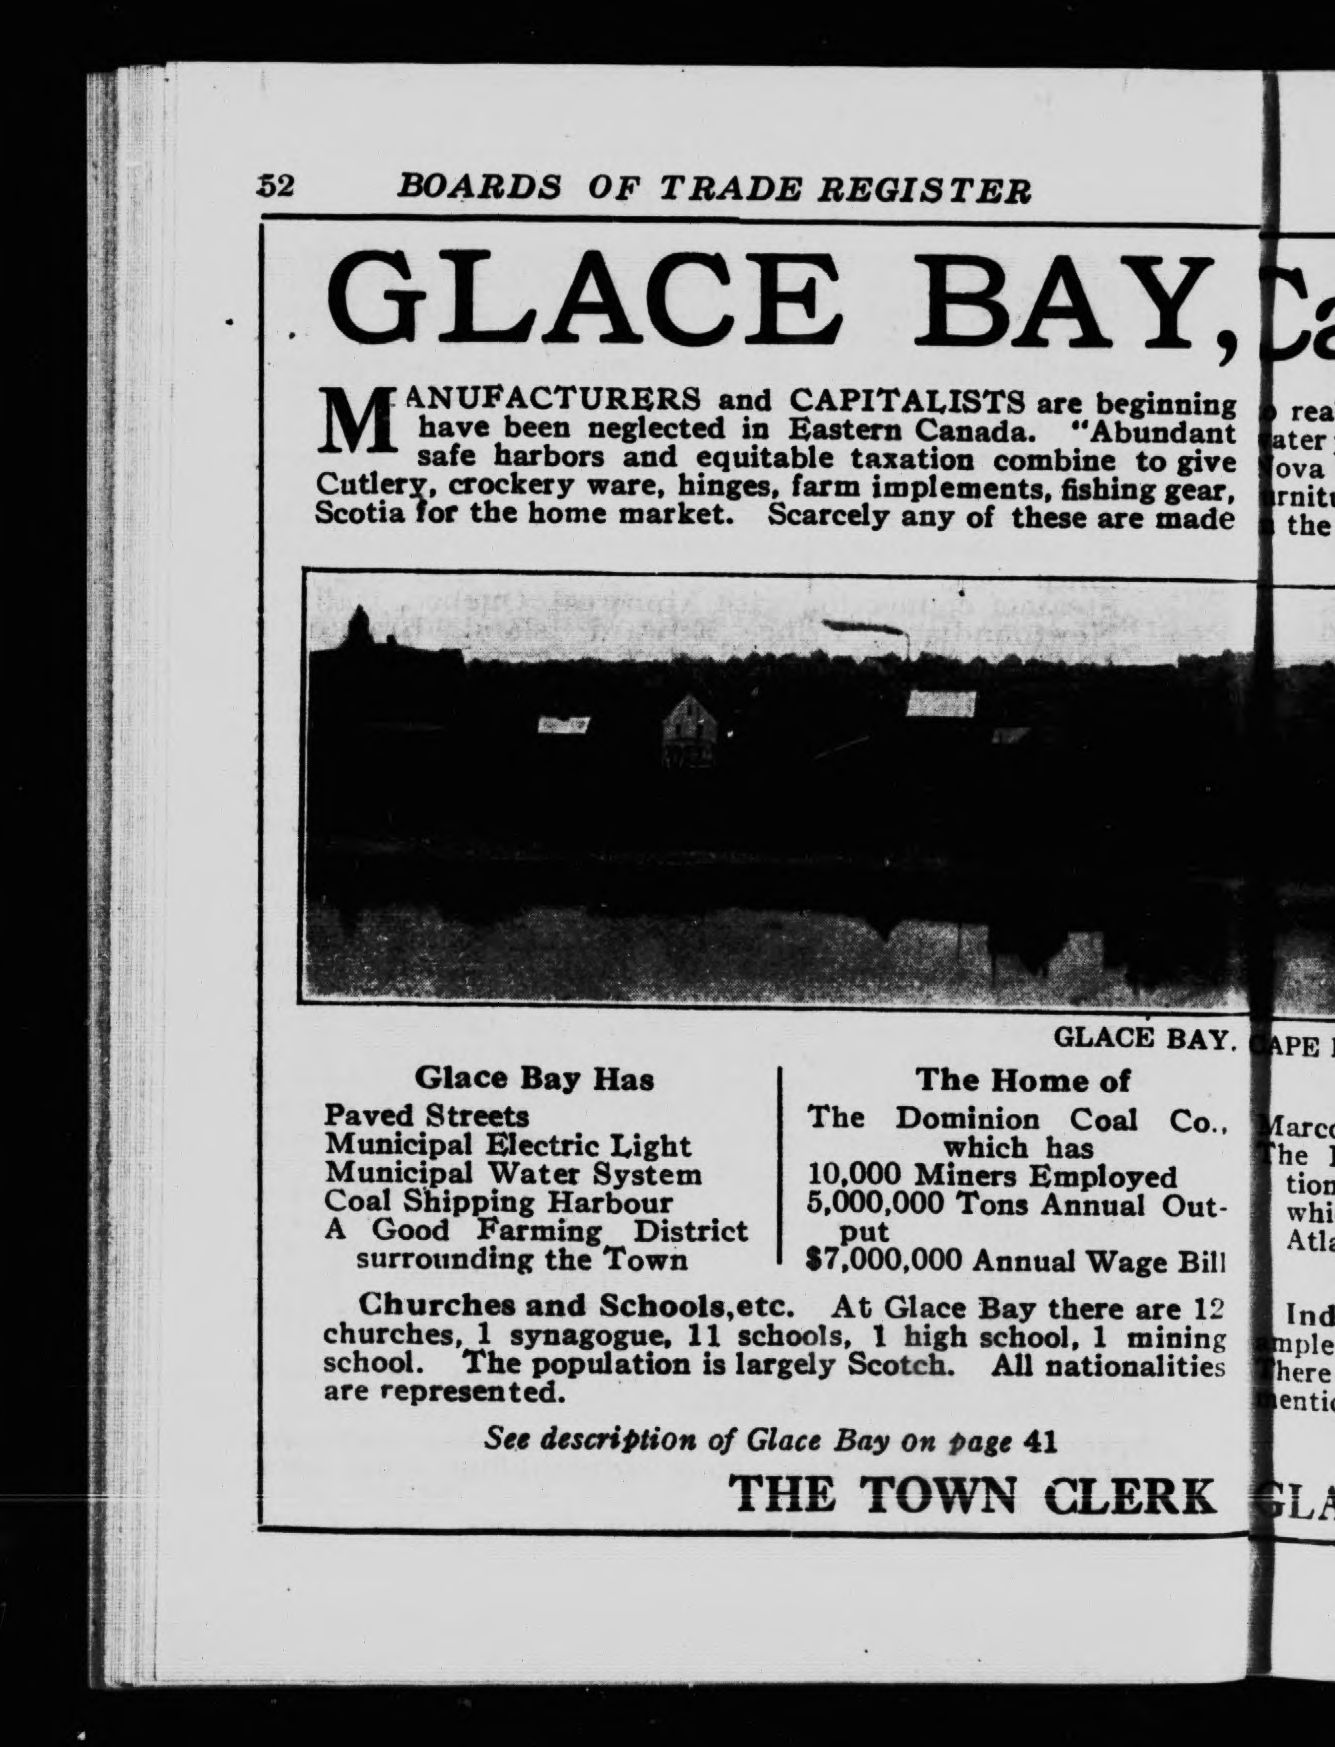 52 BOARDS OF TRADE REGISTER
GLACE BAY,
MANUFACTURERS and CAPITALISTS are beginning
have been neglected in Eastern Canada. "Abundant
safe harbors and equitable taxation combine to give
Cutlery, crockery ware, hinges, farm implements, fishing gear,
Scotia for the home market. Scarcely any of these are made
GLACE BAY.
Glace Bay Has
Paved Streets
Municipal Electric Light
Municipal Water System
Coal Shipping Harbour
A Good Farming District
surrounding the Town
The Home of
The Dominion Coal Co.,
which has
10,000 Miners Employed
5,000,000 Tons Annual Out-
put
$7,000,000 Annual Wage Bill
Churches and Schools,etc. At Glace Bay there are 12
churches, 1 synagogue, 11 schools, 1 high school, 1 mining
school. The population is largely Scotch. All nationalities
are represented.
See description of Glace Bay on page 41
THE TOWN CLERK
the